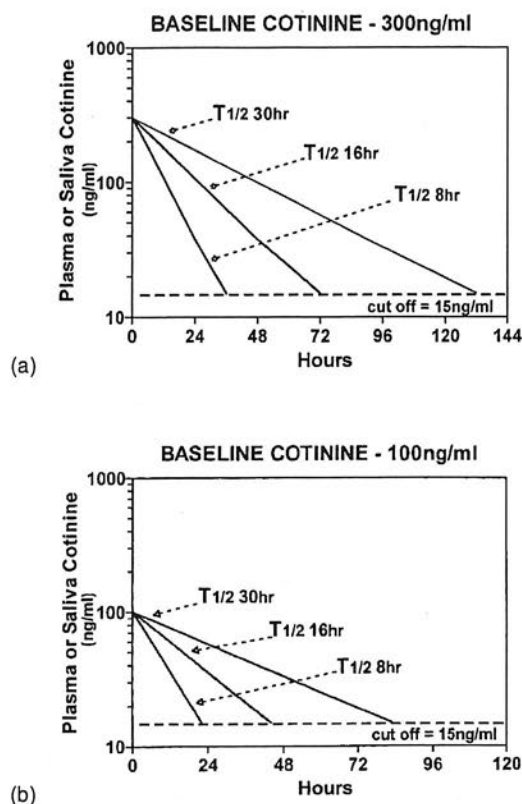 BASELINE COTININE - 300ng/ml
1000
100
10
Plasma or Saliva Cotinine
(ng/ml)
T1/2 30hr
T1/2 16hr
T1/2 8hr
cut off = 15ng/ml
0 24 48 72 96 120 144
Hours
(a)
BASELINE COTININE - 100ng/ml
1000
100
10
Plasma or Saliva Cotinine
(ng/ml)
T1/2 30hr
T1/2 16hr
T1/2 8hr
cut off = 15ng/ml
0 24 48 72 96 120
Hours
(b)